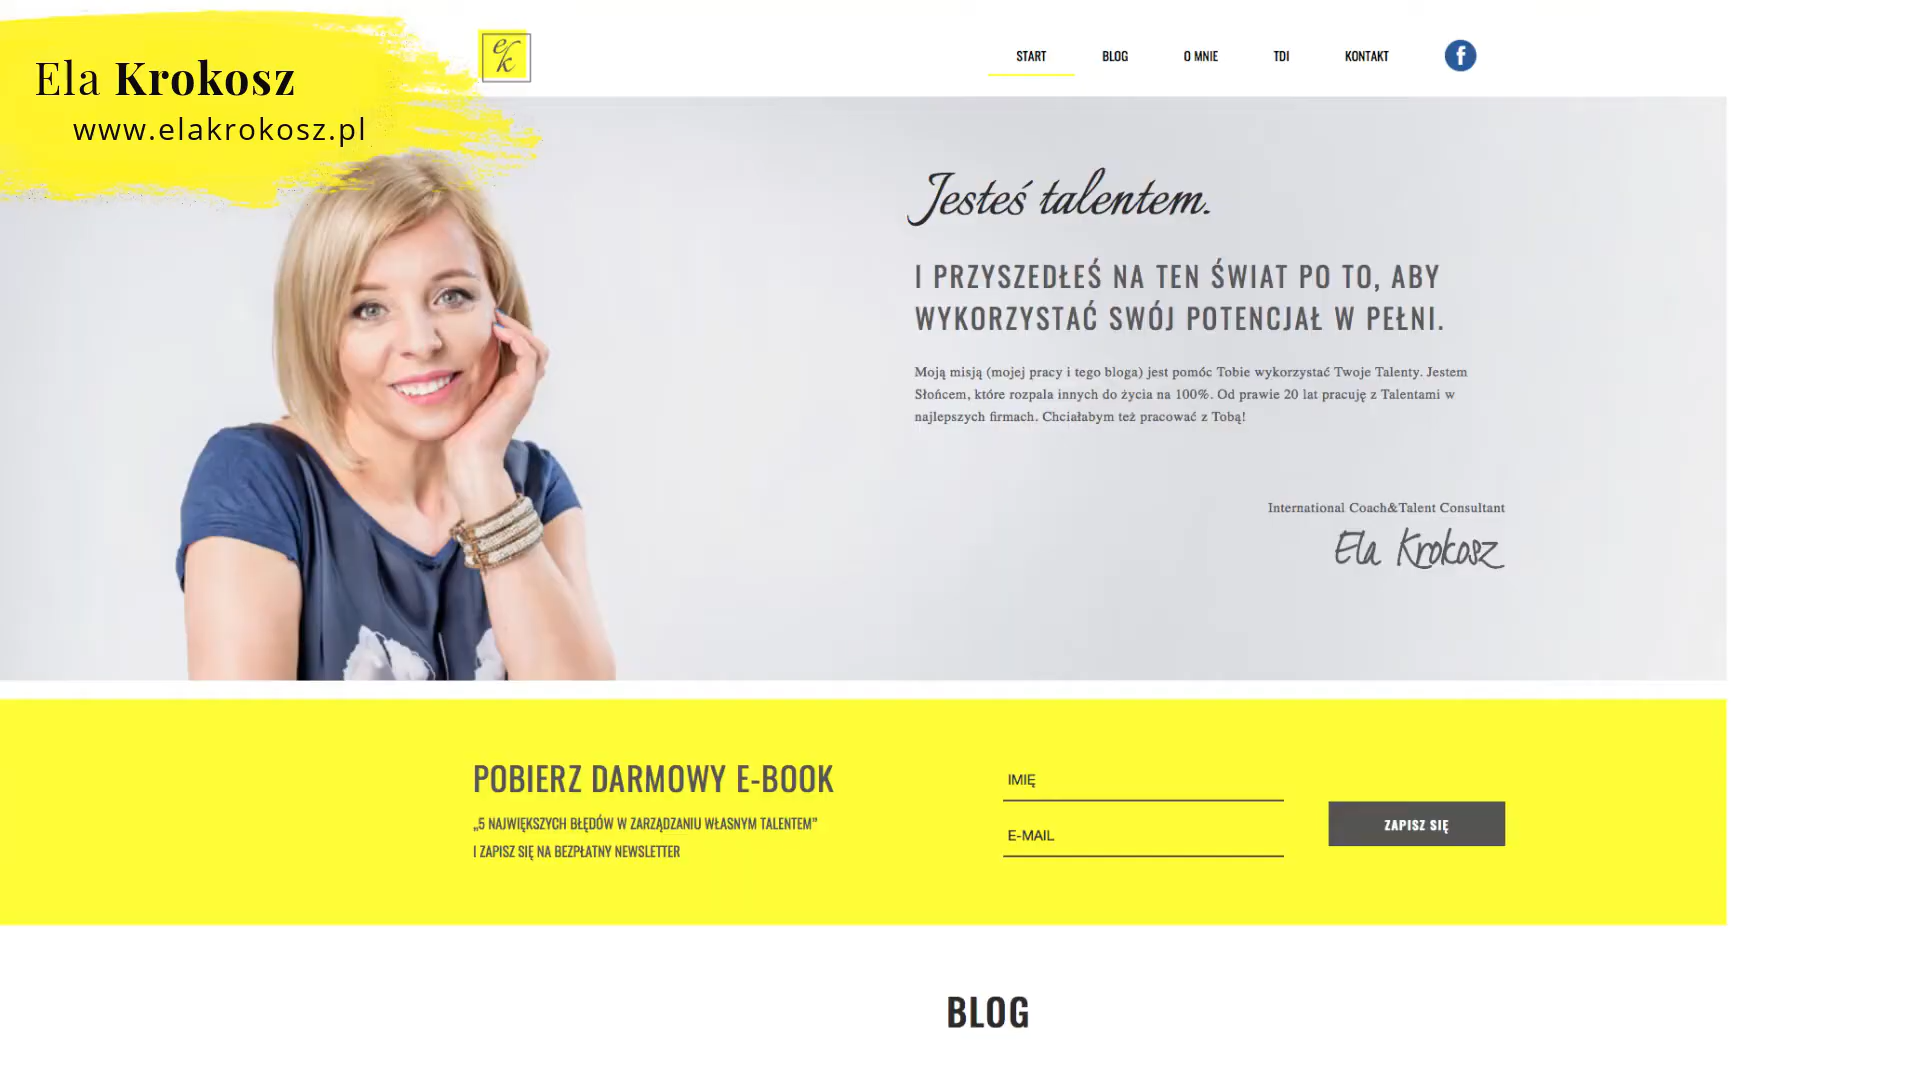 Ela Krokosz
www.elakrokosz.pl
ek
START BLOG O MNIE TDI KONTAKT f
Jesteś talentem.
I PRZYSZEDŁEŚ NA TEN ŚWIAT PO TO, ABY
WYKORZYSTAĆ SWÓJ POTENCJAŁ W PEŁNI.
Moją misją (mojej pracy i tego bloga) jest pomóc Tobie wykorzystać Twoje Talenty. Jestem
Słońcem, które rozpala innych do życia na 100%. Od prawie 20 lat pracuję z Talentami w
najlepszych firmach. Chciałabym też pracować z Tobą!
International Coach&Talent Consultant
Ela Krokosz
POBIERZ DARMOWY E-BOOK
„5 NAJWIĘKSZYCH BŁĘDÓW W ZARZĄDZANIU WŁASNYM TALENTEM”
I ZAPISZ SIĘ NA BEZPŁATNY NEWSLETTER
IMIĘ
E-MAIL
ZAPISZ SIĘ
BLOG